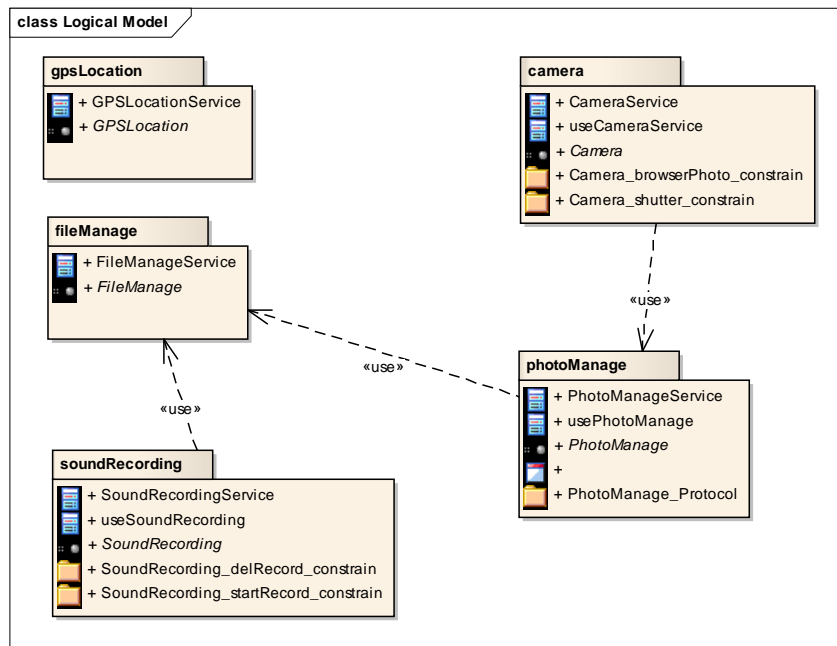 class Logical Model
gpsLocation
+ GPSLocationService
+ GPSLocation
camera
+ CameraService
+ useCameraService
+ Camera
+ Camera_browserPhoto_constrain
+ Camera_shutter_constrain
fileManage
+ FileManageService
+ FileManage
«use»
«use»
«use»
photoManage
+ PhotoManageService
+ usePhotoManage
+ PhotoManage
+
+ PhotoManage_Protocol
soundRecording
+ SoundRecordingService
+ useSoundRecording
+ SoundRecording
+ SoundRecording_delRecord_constrain
+ SoundRecording_startRecord_constrain